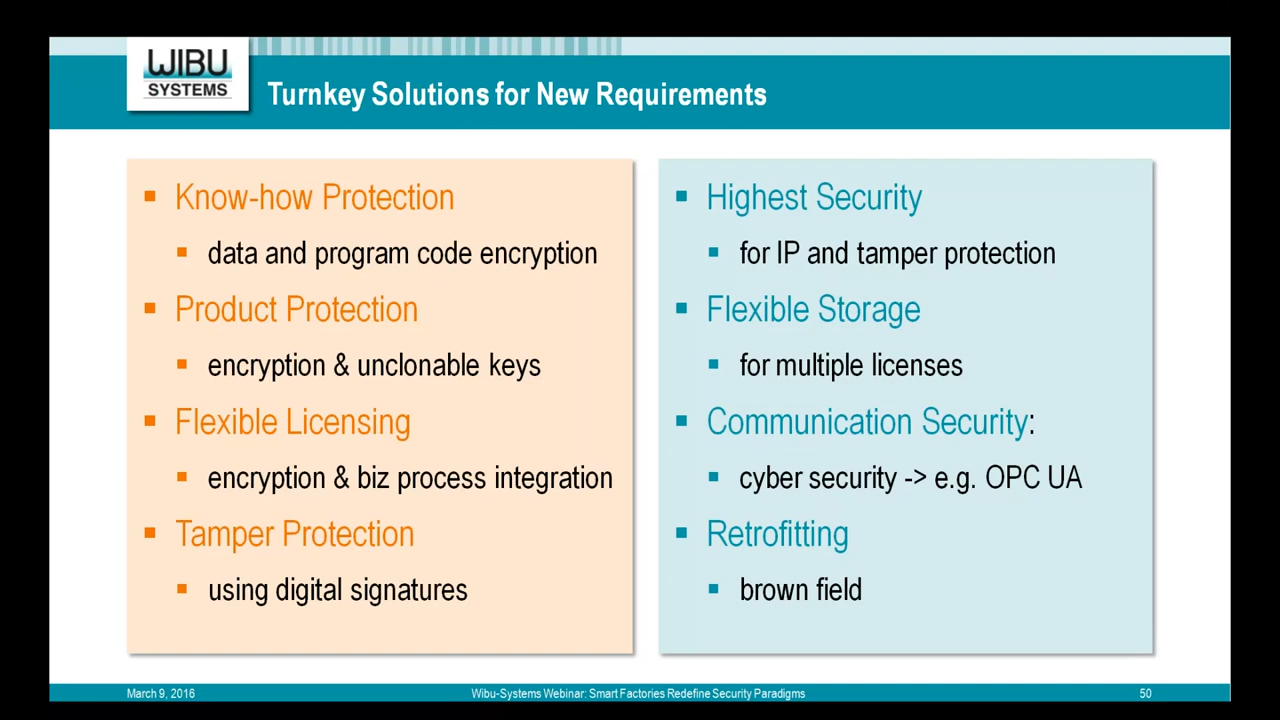 WIBU
SYSTEMS
Turnkey Solutions for New Requirements
Know-how Protection
data and program code encryption
Product Protection
encryption & unclonable keys
Flexible Licensing
encryption & biz process integration
Tamper Protection
using digital signatures
Highest Security
for IP and tamper protection
Flexible Storage
for multiple licenses
Communication Security:
cyber security -> e.g. OPC UA
Retrofitting
brown field
March 9, 2016
Wibu-Systems Webinar: Smart Factories Redefine Security Paradigms
50